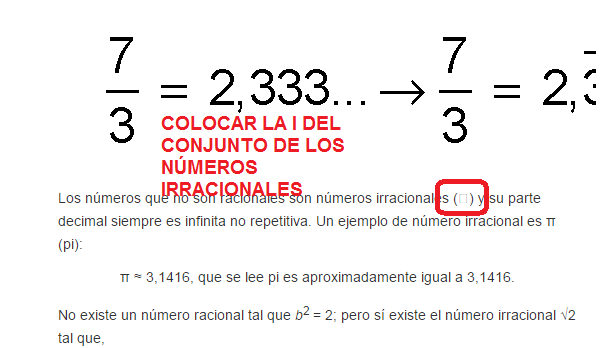 7/3 = 2,333... → 7/3 = 2,3
COLOCAR LA I DEL
CONJUNTO DE LOS
NÚMEROS
IRRACIONALES
Los números que no son racionales son números irracionales (□) y su parte
decimal siempre es infinita no repetitiva. Un ejemplo de número irracional es π
(pi):
π ≈ 3,1416, que se lee pi es aproximadamente igual a 3,1416.
No existe un número racional tal que b² = 2; pero sí existe el número irracional √2
tal que,